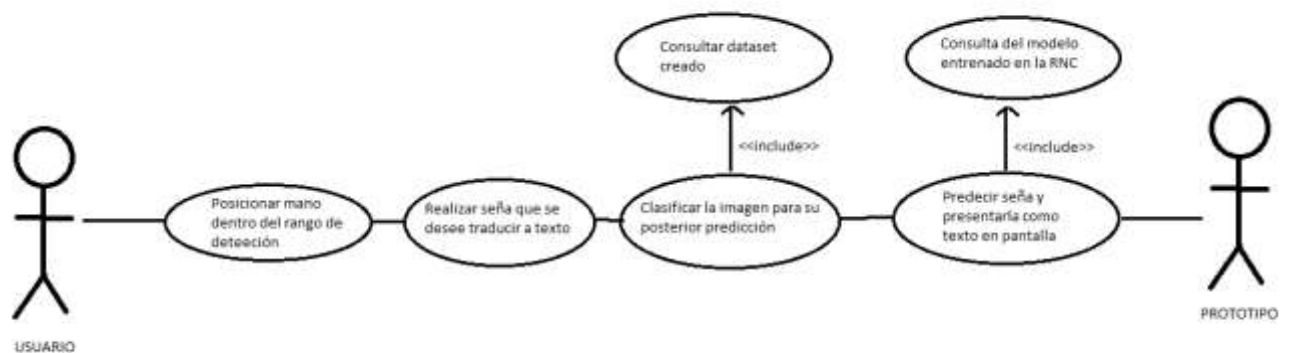 Consultar dataset
creado
Consulta del modelo
entrenado en la RNC
<<include>>
<<include>>
Posicionar mano
dentro del rango de
deteección
Realizar seña que se
desee traducir a texto
Clasificar la imagen para su
posterior predicción
Predecir seña y
presentarla como
texto en pantalla
USUARIO
PROTOTIPO